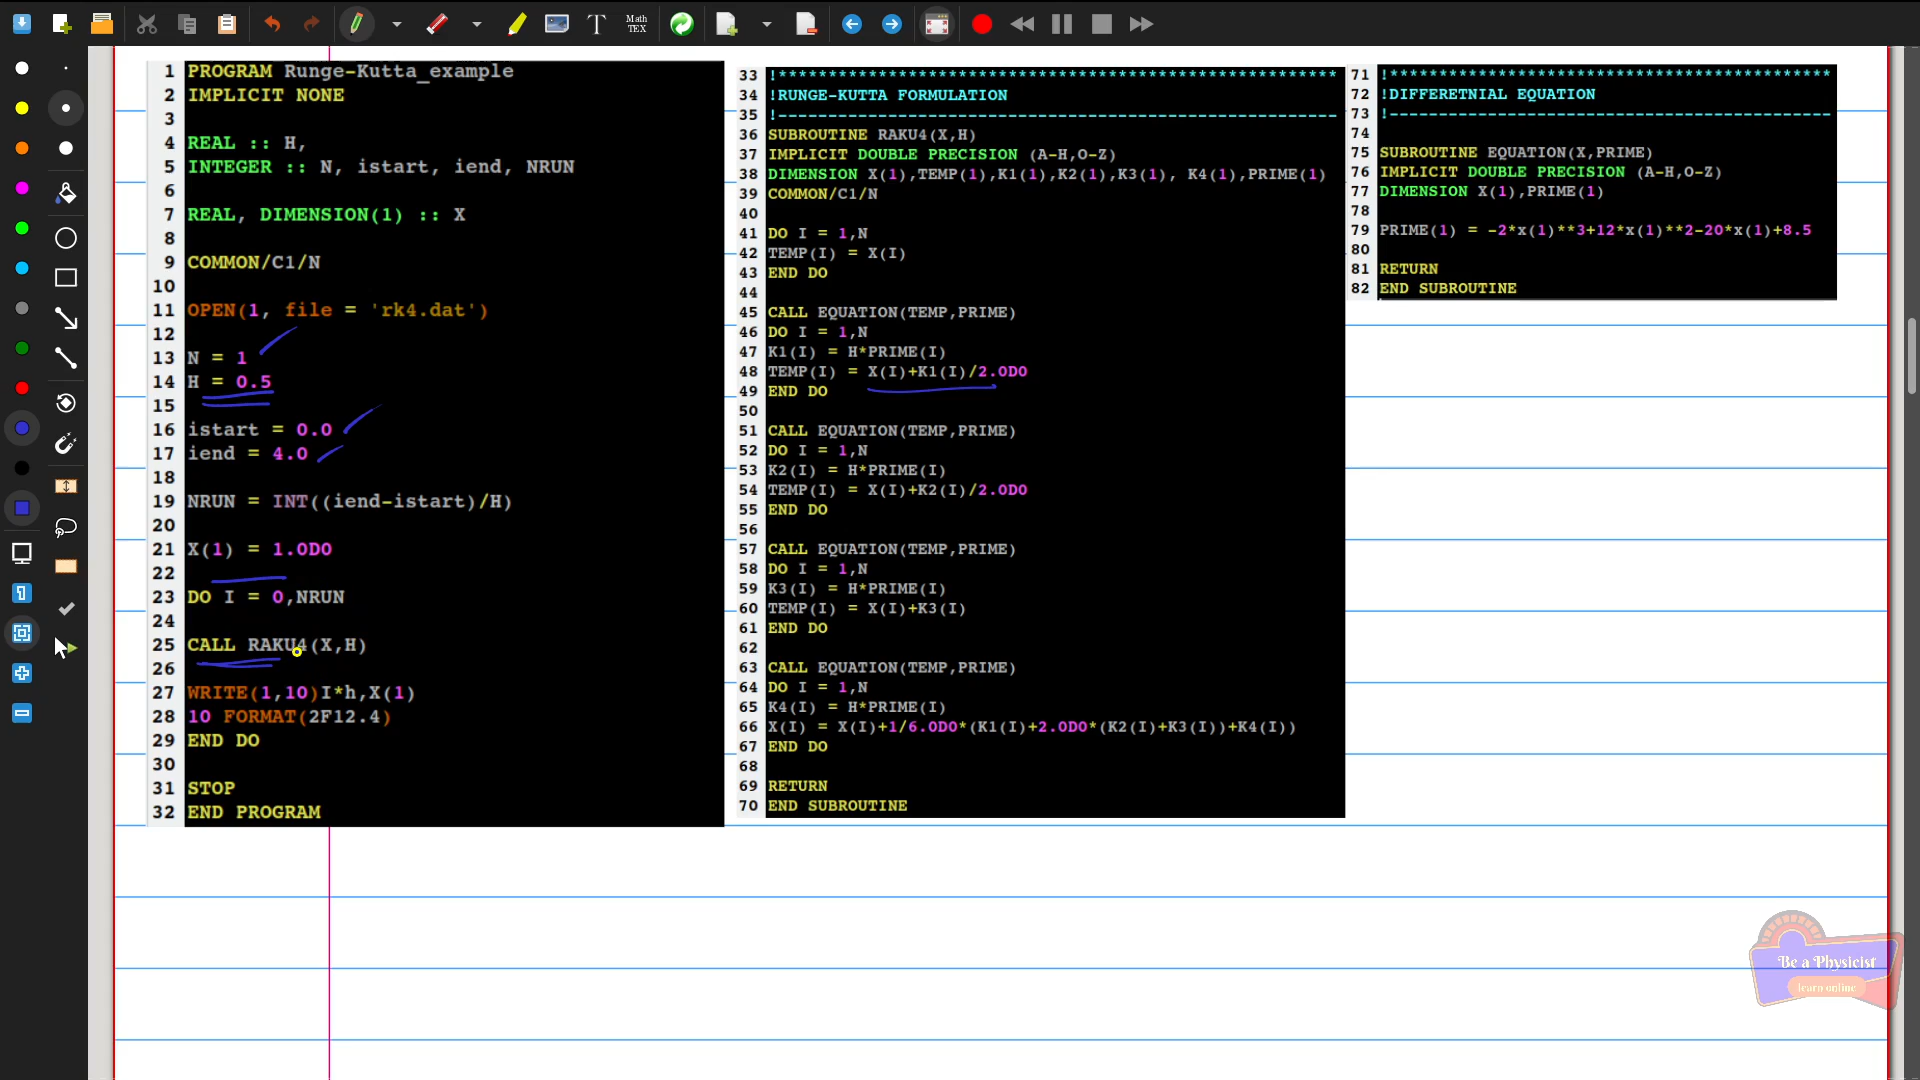 T
Math
TEX
1 PROGRAM Runge-Kutta_example
2 IMPLICIT NONE
3
4 REAL :: H,
5 INTEGER :: N, istart, iend, NRUN
6
7 REAL, DIMENSION(1) :: X
8
9 COMMON/C1/N
10
11 OPEN(1, file = 'rk4.dat')
12
13 N = 1
14 H = 0.5
15
16 istart = 0.0
17 iend = 4.0
18
19 NRUN = INT((iend-istart)/H)
20
21 X(1) = 1.0D0
22
23 DO I = 0,NRUN
24
25 CALL RAKU4(X,H)
26
27 WRITE(1,10)I*h,X(1)
28 10 FORMAT(2F12.4)
29 END DO
30
31 STOP
32 END PROGRAM
33 !*********************************************************
34 !RUNGE-KUTTA FORMULATION
35 !---------------------------------------------------------
36 SUBROUTINE RAKU4(X,H)
37 IMPLICIT DOUBLE PRECISION (A-H,O-Z)
38 DIMENSION X(1),TEMP(1),K1(1),K2(1),K3(1), K4(1),PRIME(1)
39 COMMON/C1/N
40
41 DO I = 1,N
42 TEMP(I) = X(I)
43 END DO
44
45 CALL EQUATION(TEMP,PRIME)
46 DO I = 1,N
47 K1(I) = H*PRIME(I)
48 TEMP(I) = X(I)+K1(I)/2.0D0
49 END DO
50
51 CALL EQUATION(TEMP,PRIME)
52 DO I = 1,N
53 K2(I) = H*PRIME(I)
54 TEMP(I) = X(I)+K2(I)/2.0D0
55 END DO
56
57 CALL EQUATION(TEMP,PRIME)
58 DO I = 1,N
59 K3(I) = H*PRIME(I)
60 TEMP(I) = X(I)+K3(I)
61 END DO
62
63 CALL EQUATION(TEMP,PRIME)
64 DO I = 1,N
65 K4(I) = H*PRIME(I)
66 X(I) = X(I)+1/6.0D0*(K1(I)+2.0D0*(K2(I)+K3(I))+K4(I))
67 END DO
68
69 RETURN
70 END SUBROUTINE
71 !*********************************************
72 !DIFFERETNIAL EQUATION
73 !---------------------------------------------
74
75 SUBROUTINE EQUATION(X,PRIME)
76 IMPLICIT DOUBLE PRECISION (A-H,O-Z)
77 DIMENSION X(1),PRIME(1)
78
79 PRIME(1) = -2*x(1)**3+12*x(1)**2-20*x(1)+8.5
80
81 RETURN
82 END SUBROUTINE
Be a Physicist
learn online